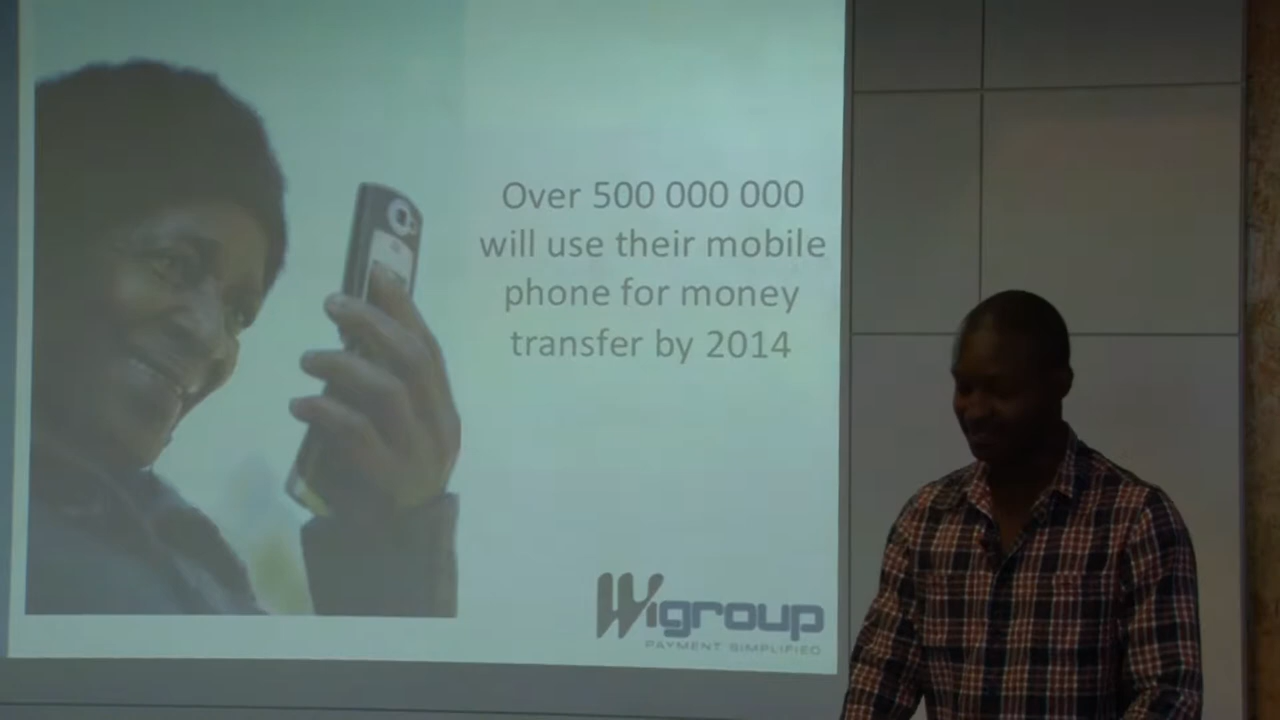 Over 500 000 000
will use their mobile
phone for money
transfer by 2014
Wigroup
PAYMENT SIMPLIFIED